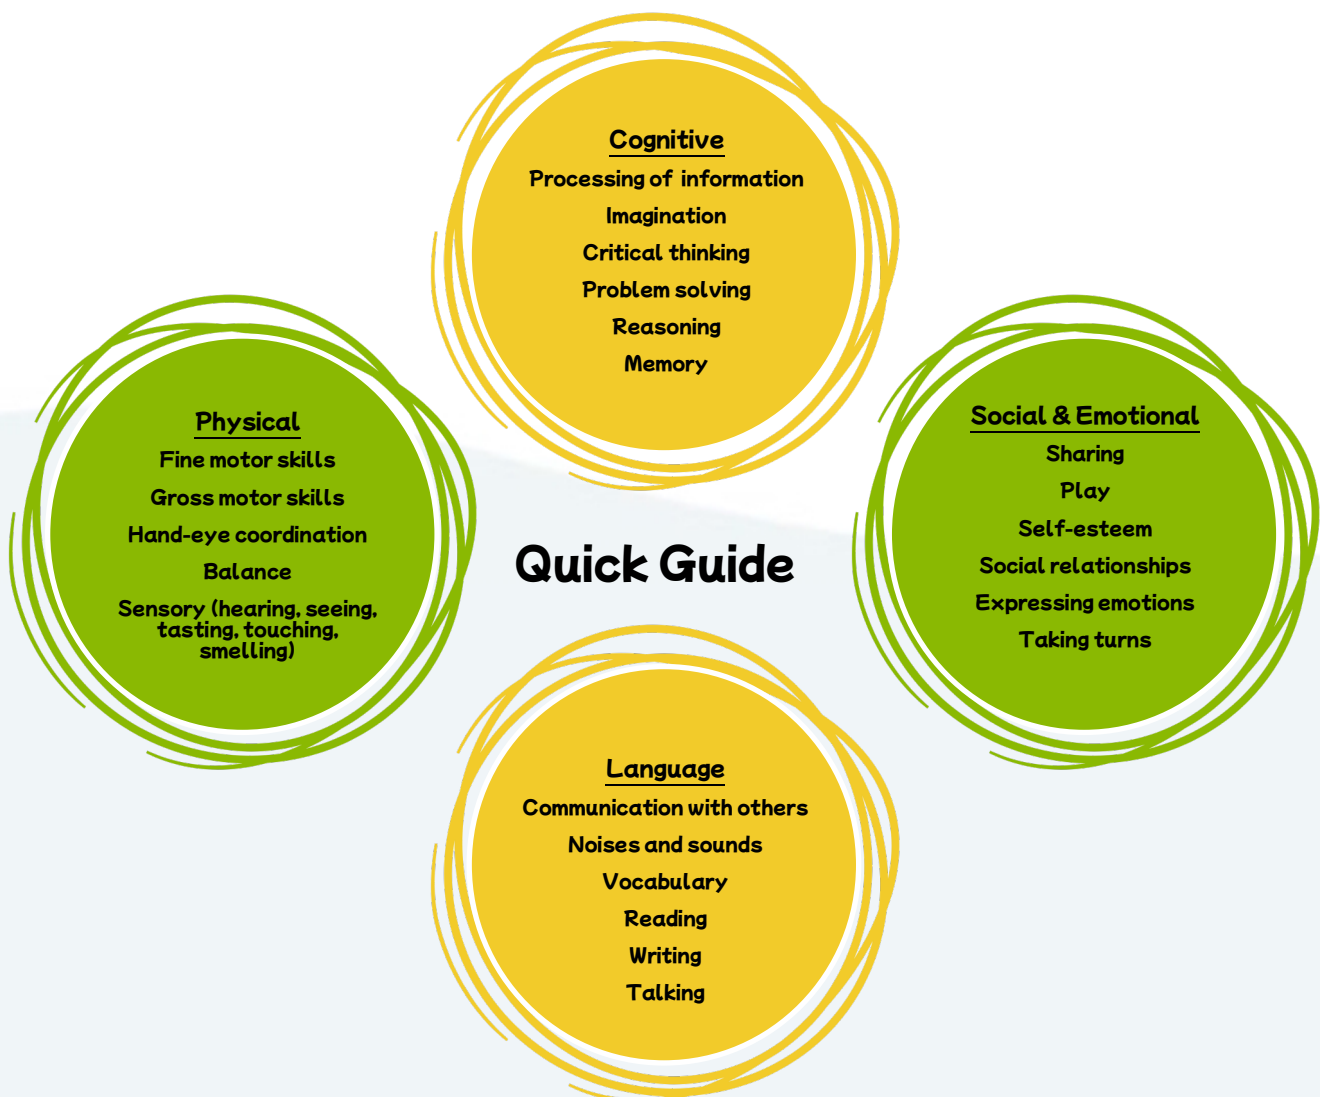 Cognitive
Processing of information
Imagination
Critical thinking
Problem solving
Reasoning
Memory
Physical
Fine motor skills
Gross motor skills
Hand-eye coordination
Balance
Sensory (hearing, seeing,
tasting, touching,
smelling)
Quick Guide
Social & Emotional
Sharing
Play
Self-esteem
Social relationships
Expressing emotions
Taking turns
Language
Communication with others
Noises and sounds
Vocabulary
Reading
Writing
Talking